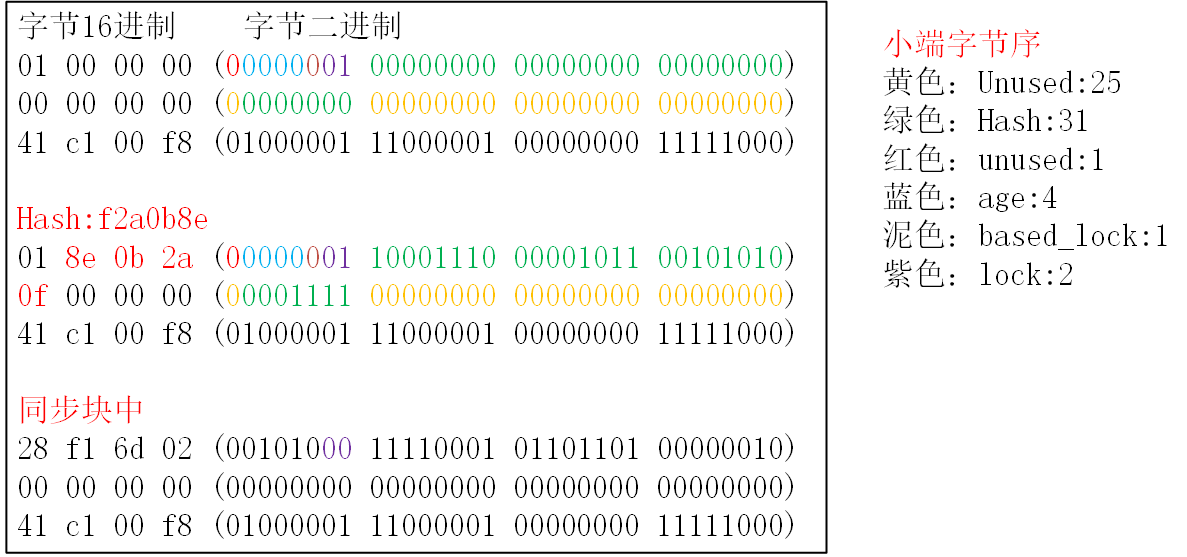 字节16进制 字节二进制
01 00 00 00 (00000001 00000000 00000000 00000000)
00 00 00 00 (00000000 00000000 00000000 00000000)
41 c1 00 f8 (01000001 11000001 00000000 11111000)
Hash:f2a0b8e
01 8e 0b 2a (00000001 10001110 00001011 00101010)
0f 00 00 00 (00001111 00000000 00000000 00000000)
41 c1 00 f8 (01000001 11000001 00000000 11111000)
同步块中
28 f1 6d 02 (00101000 11110001 01101101 00000010)
00 00 00 00 (00000000 00000000 00000000 00000000)
41 c1 00 f8 (01000001 11000001 00000000 11111000)
小端字节序
黄色：Unused:25
绿色：Hash:31
红色：unused:1
蓝色：age:4
泥色：based_lock:1
紫色：lock:2